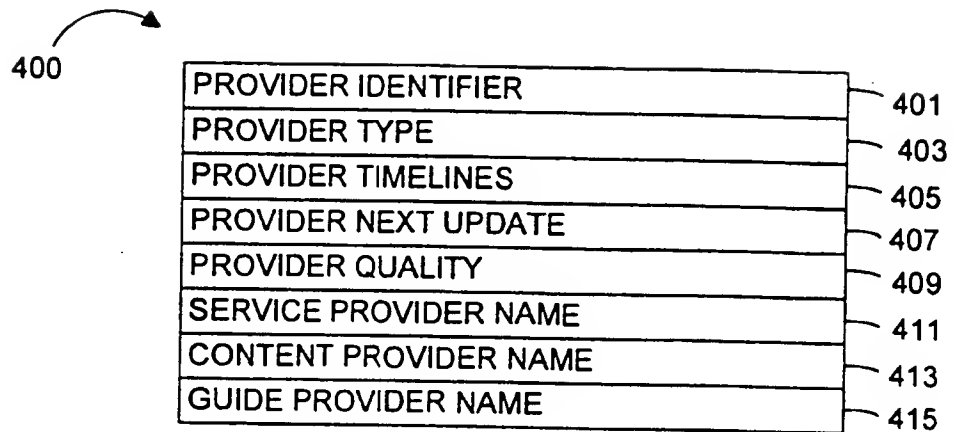 400
PROVIDER IDENTIFIER 401
PROVIDER TYPE 403
PROVIDER TIMELINES 405
PROVIDER NEXT UPDATE 407
PROVIDER QUALITY 409
SERVICE PROVIDER NAME 411
CONTENT PROVIDER NAME 413
GUIDE PROVIDER NAME 415